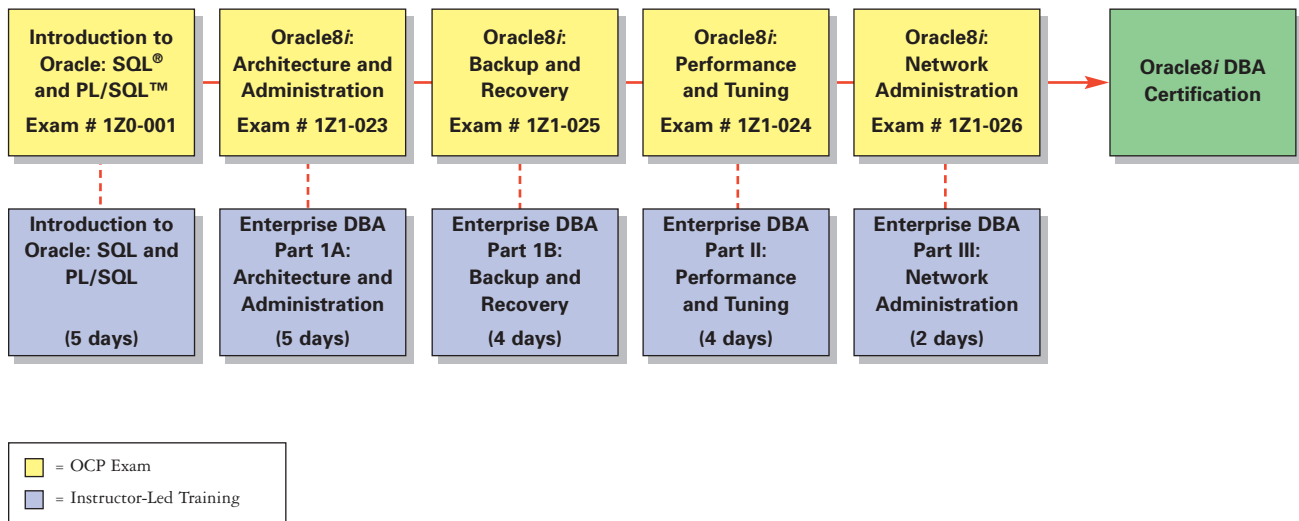 Introduction to
Oracle: SQL®
and PL/SQL™
Exam # 1Z0-001
Oracle8i:
Architecture and
Administration
Exam # 1Z1-023
Oracle8i:
Backup and
Recovery
Exam # 1Z1-025
Oracle8i:
Performance
and Tuning
Exam # 1Z1-024
Oracle8i:
Network
Administration
Exam # 1Z1-026
Oracle8i DBA
Certification
Introduction to
Oracle: SQL and
PL/SQL
(5 days)
Enterprise DBA
Part 1A:
Architecture and
Administration
(5 days)
Enterprise DBA
Part 1B:
Backup and
Recovery
(4 days)
Enterprise DBA
Part II:
Performance
and Tuning
(4 days)
Enterprise DBA
Part III:
Network
Administration
(2 days)
= OCP Exam
= Instructor-Led Training